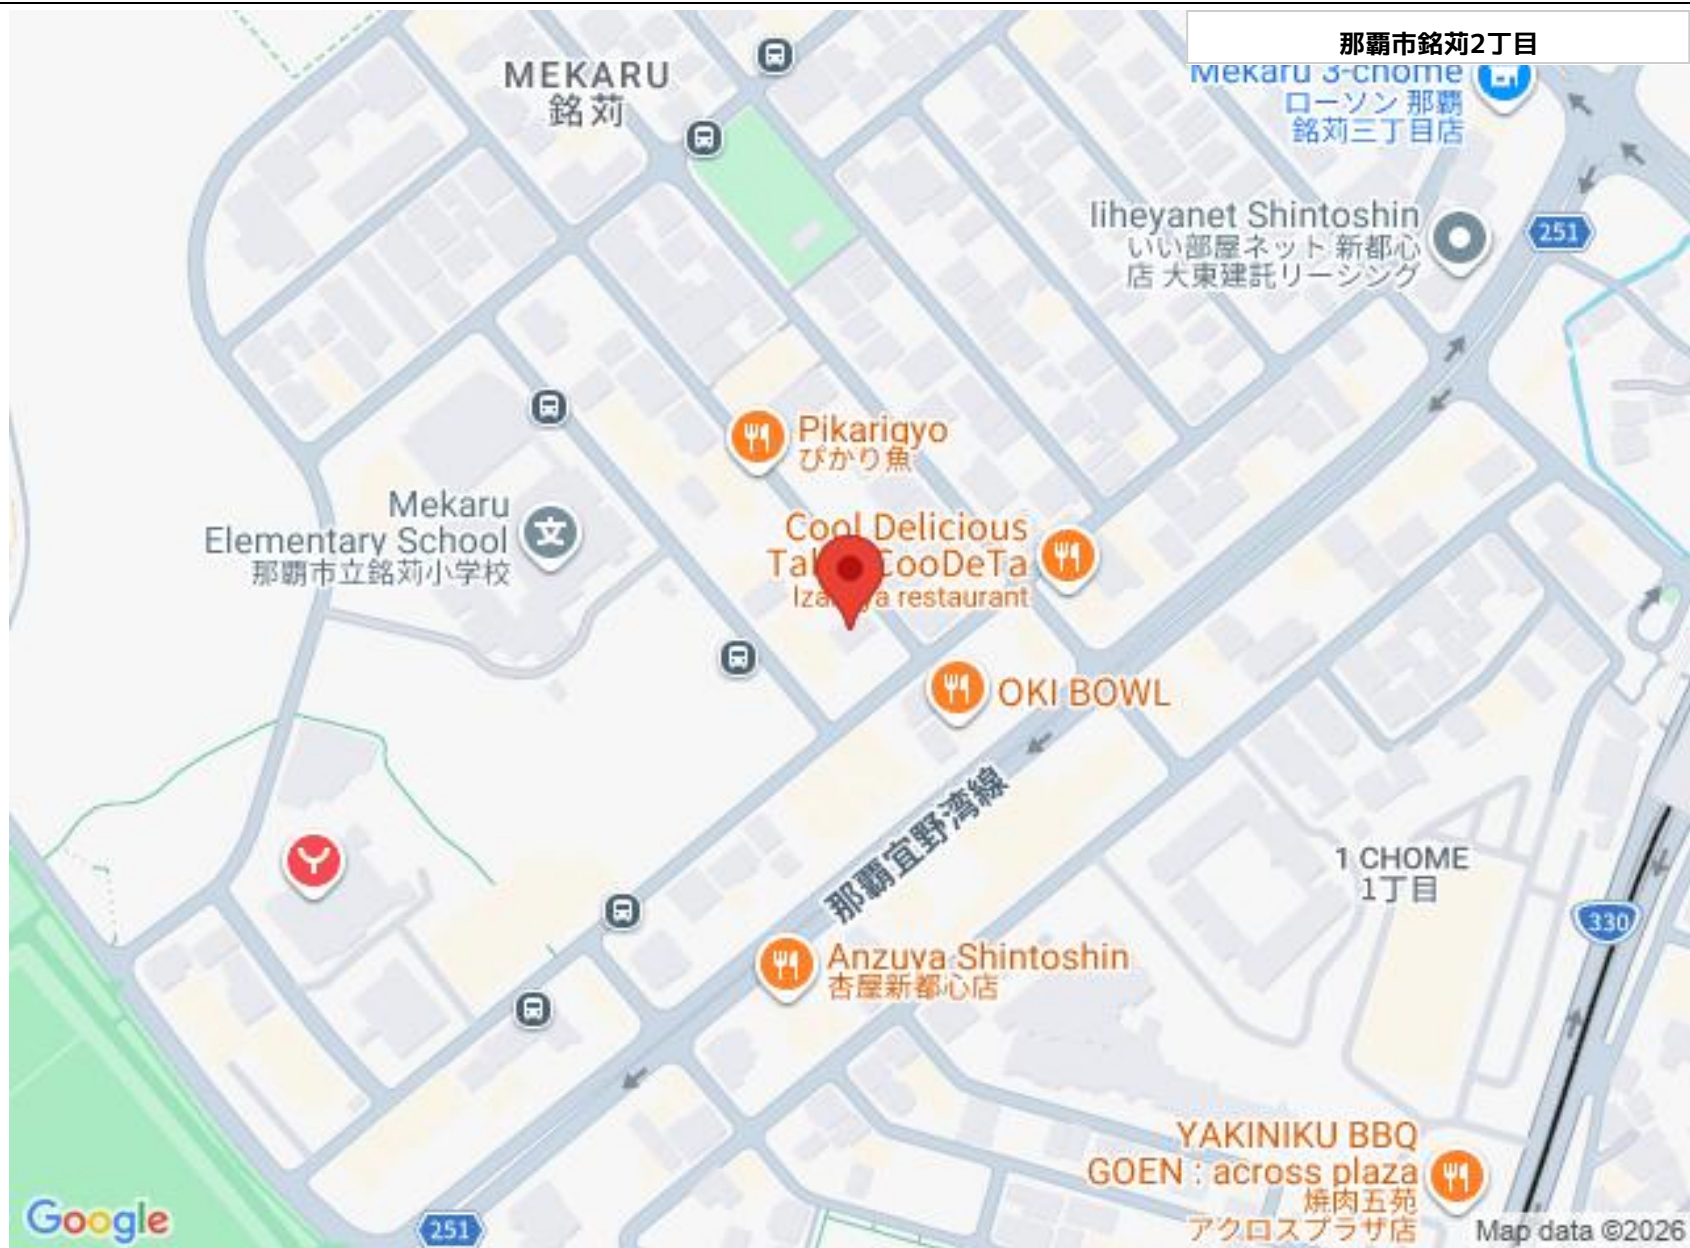 那覇市銘苅2丁目
MEKARU
銘苅
Mekaru 3-chome
ローソン 那覇
銘苅三丁目店
Iiheyanet Shintoshin
いい部屋ネット 新都心
店 大東建託リーシング
251
Pikarigyo
ぴかり魚
Mekaru
Elementary School
那覇市立銘苅小学校
Cool Delicious
CooDeTa
restaurant
OKI BOWL
那覇宜野湾線
1 CHOME
1丁目
330
Anzuya Shintoshin
杏屋新都心店
YAKINIKU BBQ
GOEN : across plaza
焼肉五苑
アクロスプラザ店
Google
251
Map data ©2026